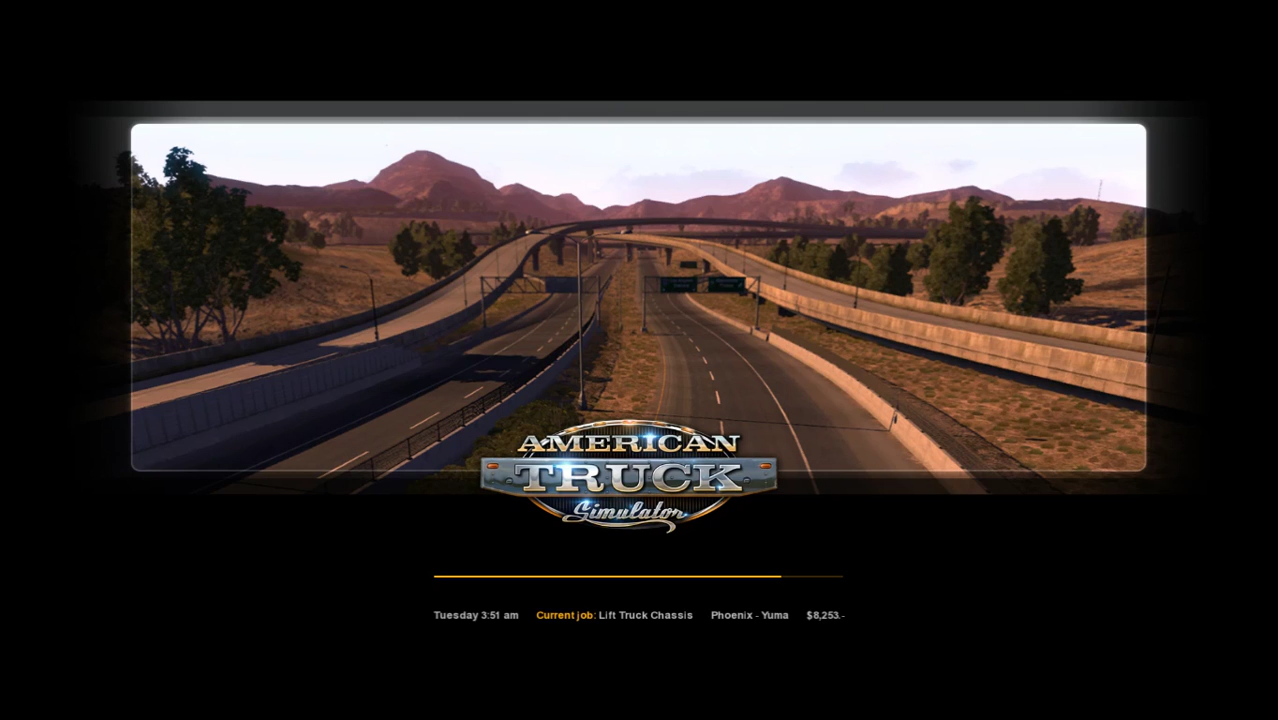 AMERICAN
TRUCK
Simulator
Tuesday 3:51 am Current job: Lift Truck Chassis Phoenix - Yuma $8,253.-